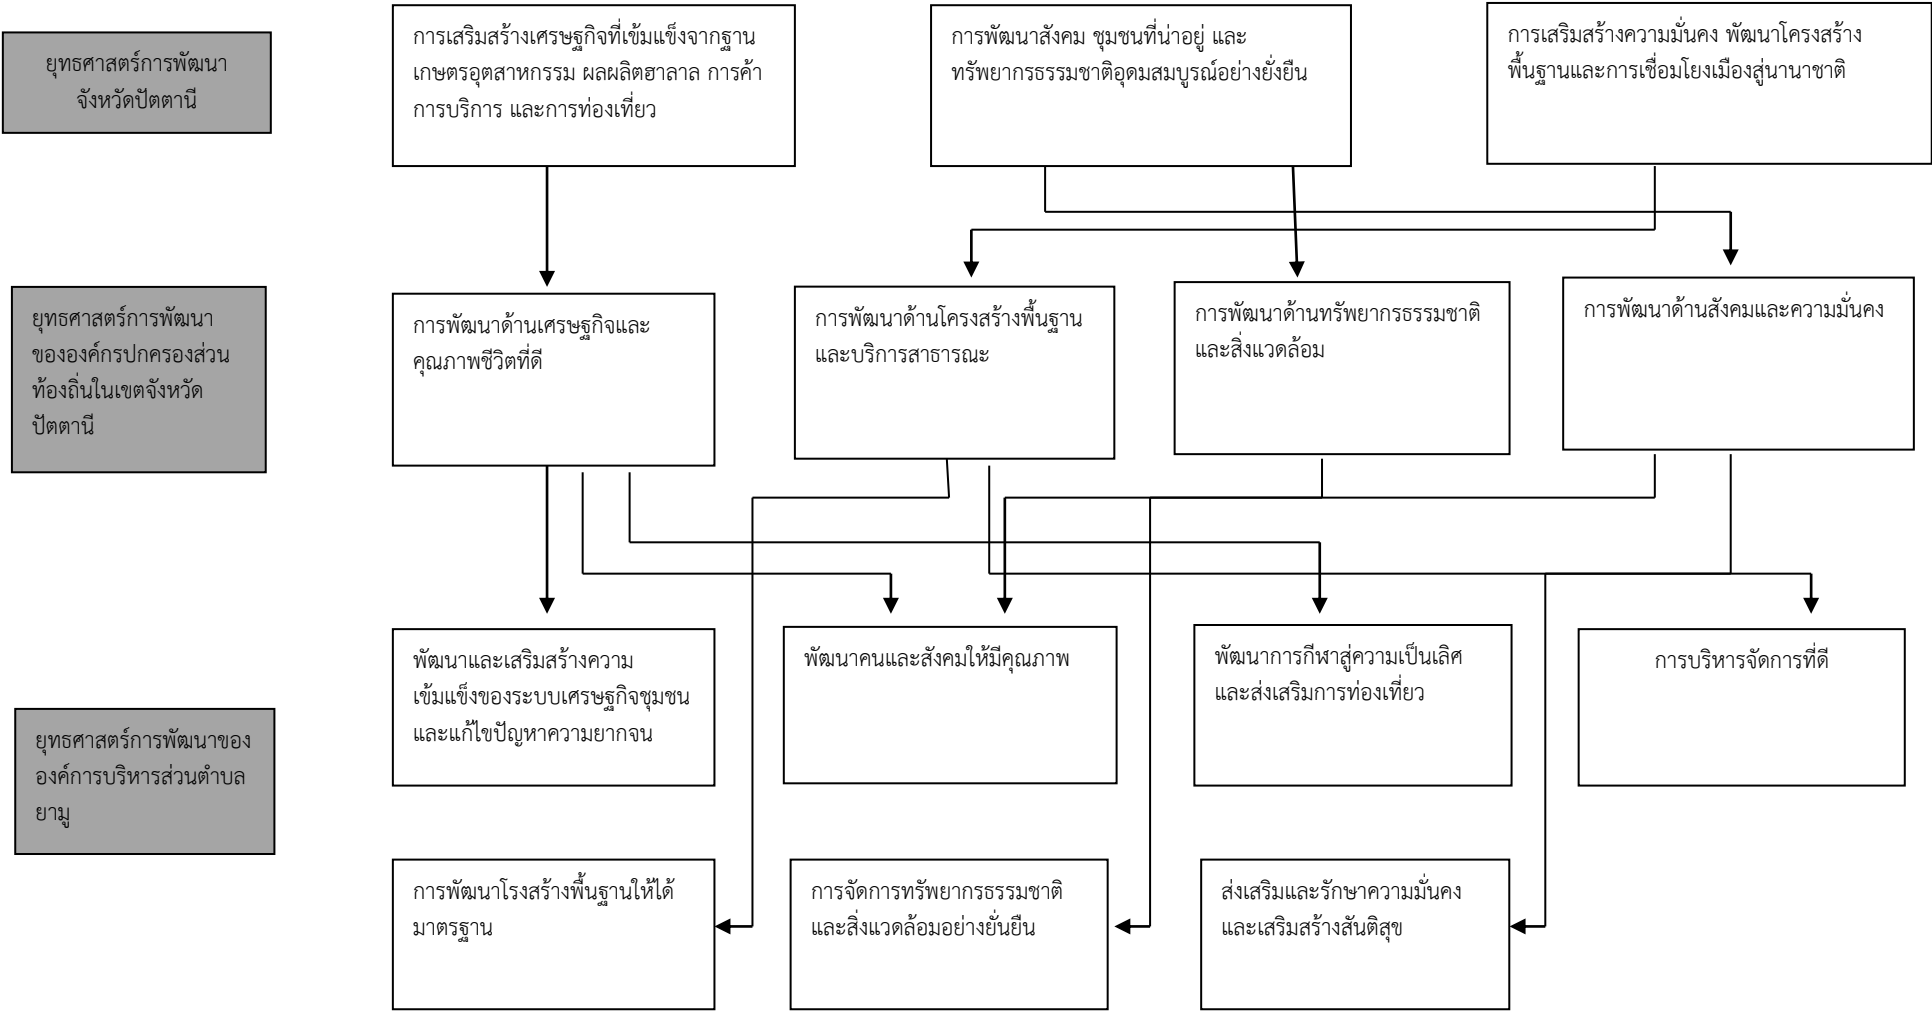 ยุทธศาสตร์การพัฒนา
จังหวัดปัตตานี
การเสริมสร้างเศรษฐกิจที่เข้มแข็งจากฐาน
เกษตรอุตสาหกรรม ผลผลิตฮาลาล การค้า
การบริการ และการท่องเที่ยว
การพัฒนาสังคม ชุมชนที่น่าอยู่ และ
ทรัพยากรธรรมชาติอุดมสมบูรณ์อย่างยั่งยืน
การเสริมสร้างความมั่นคง พัฒนาโครงสร้าง
พื้นฐานและการเชื่อมโยงเมืองสู่นานาชาติ
ยุทธศาสตร์การพัฒนา
ขององค์กรปกครองส่วน
ท้องถิ่นในเขตจังหวัด
ปัตตานี
การพัฒนาด้านเศรษฐกิจและ
คุณภาพชีวิตที่ดี
การพัฒนาด้านโครงสร้างพื้นฐาน
และบริการสาธารณะ
การพัฒนาด้านทรัพยากรธรรมชาติ
และสิ่งแวดล้อม
การพัฒนาด้านสังคมและความมั่นคง
ยุทธศาสตร์การพัฒนาของ
องค์การบริหารส่วนตำบล
ยามู
พัฒนาและเสริมสร้างความ
เข้มแข็งของระบบเศรษฐกิจชุมชน
และแก้ไขปัญหาความยากจน
พัฒนาคนและสังคมให้มีคุณภาพ
พัฒนาการกีฬาสู่ความเป็นเลิศ
และส่งเสริมการท่องเที่ยว
การบริหารจัดการที่ดี
การพัฒนาโรงสร้างพื้นฐานให้ได้
มาตรฐาน
การจัดการทรัพยากรธรรมชาติ
และสิ่งแวดล้อมอย่างยั่นยืน
ส่งเสริมและรักษาความมั่นคง
และเสริมสร้างสันติสุข